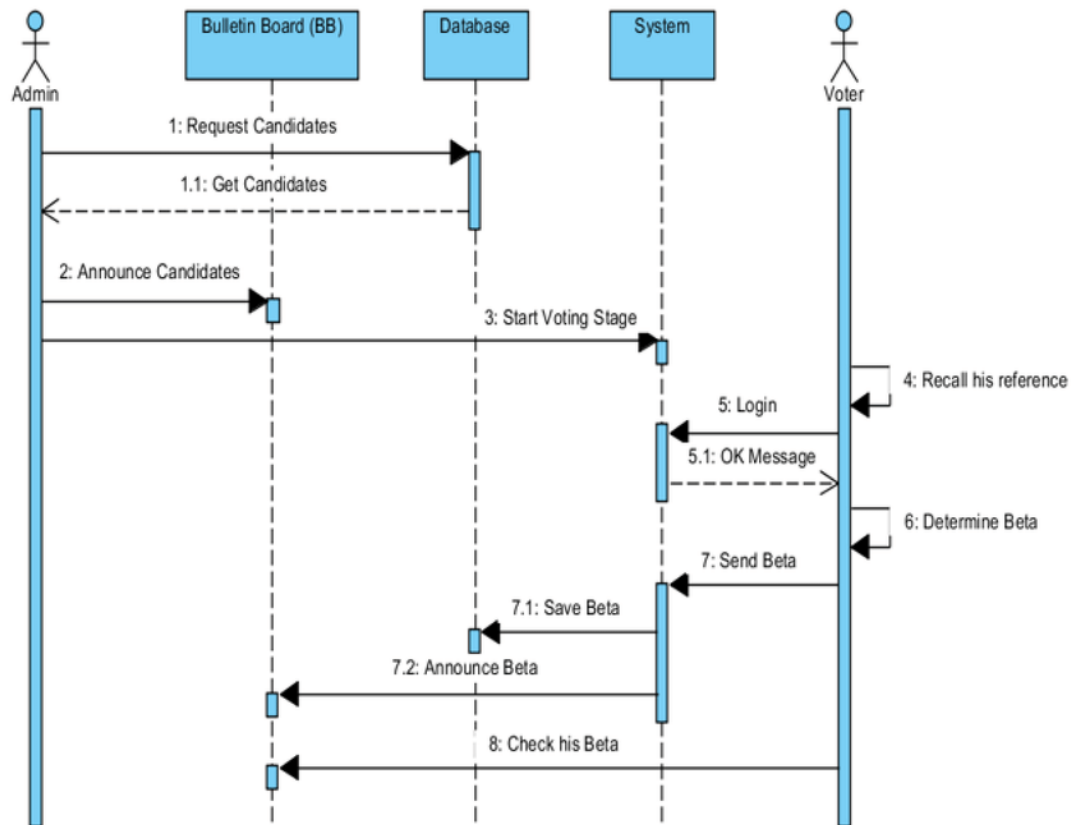 Bulletin Board (BB)
Database
System
Admin
Voter
1: Request Candidates
1.1: Get Candidates
2: Announce Candidates
3: Start Voting Stage
4: Recall his reference
5: Login
5.1: OK Message
6: Determine Beta
7: Send Beta
7.1: Save Beta
7.2: Announce Beta
8: Check his Beta